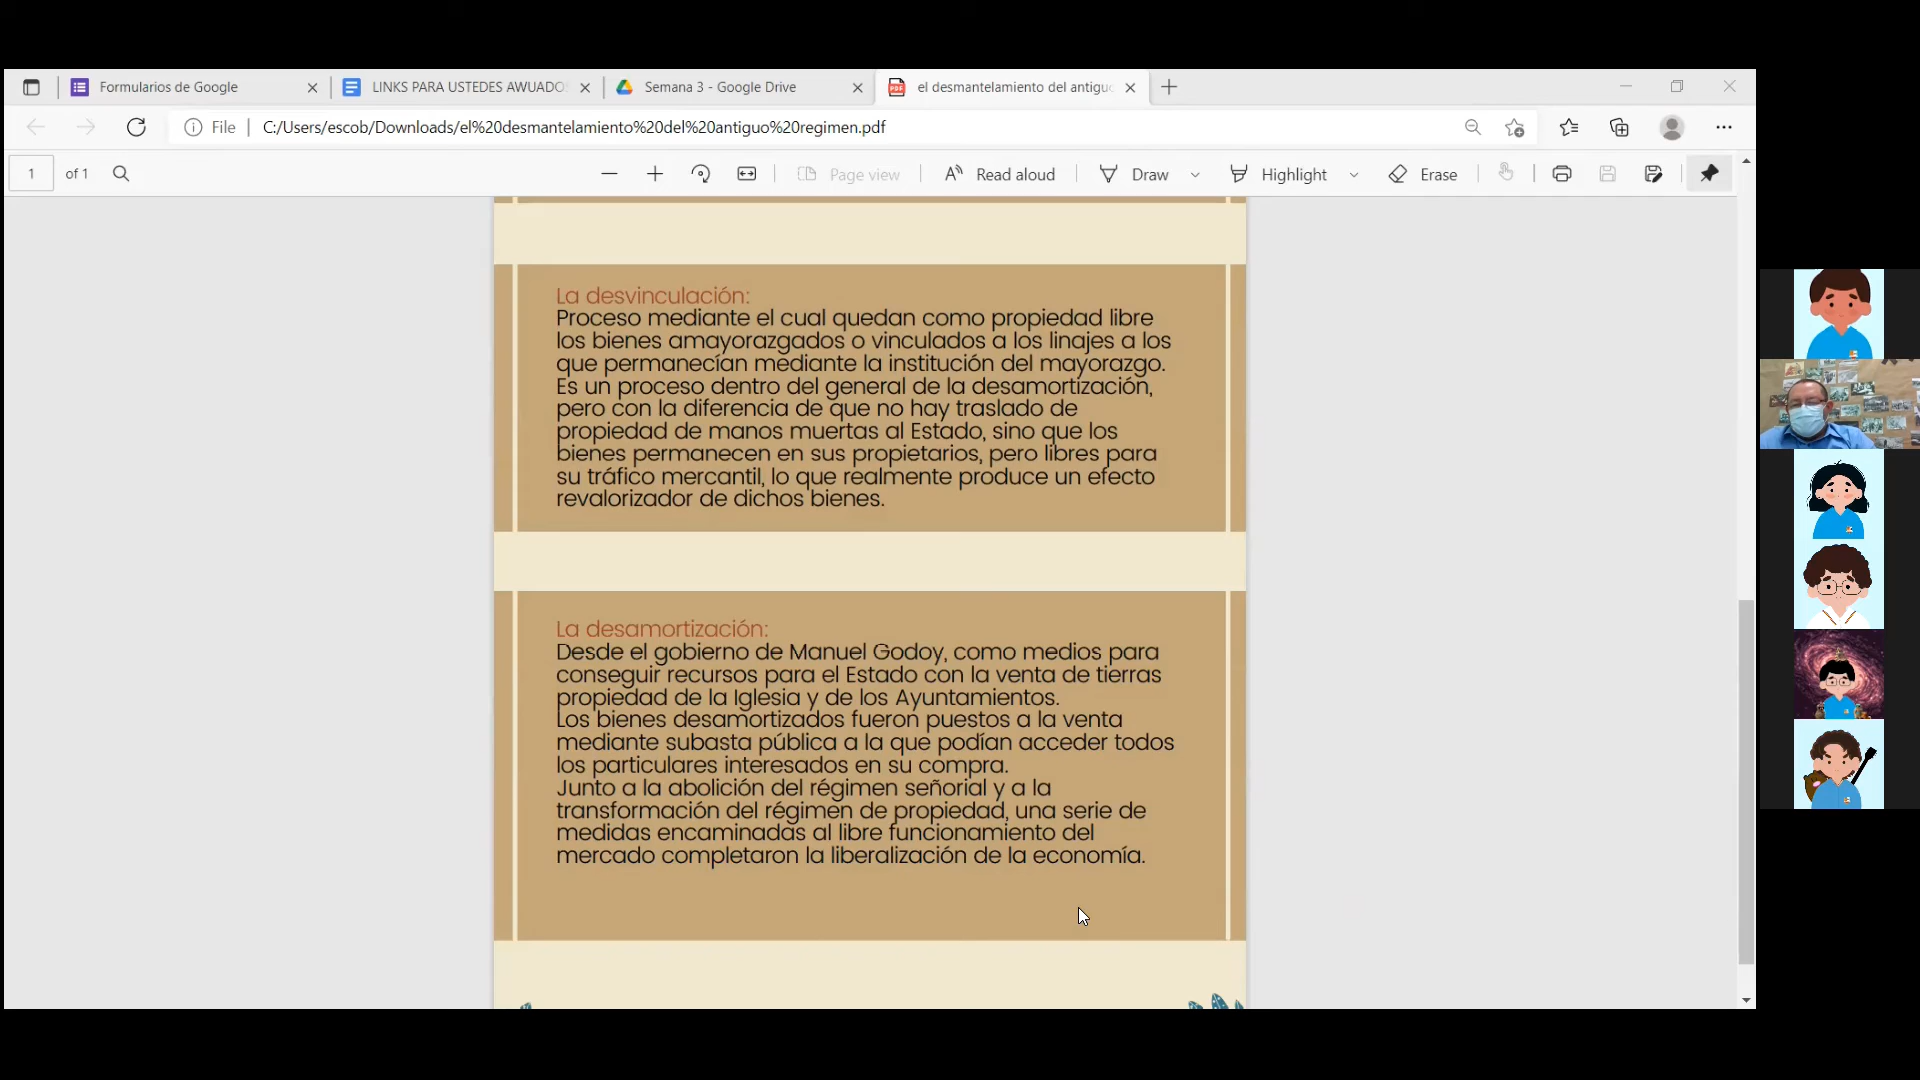 Formularios de Google
LINKS PARA USTEDES AWUADO
Semana 3 - Google Drive
el desmantelamiento del antiguo
File
C:/Users/escob/Downloads/el%20desmantelamiento%20del%20antiguo%20regimen.pdf
1 of 1
Page view
Read aloud
Draw
Highlight
Erase
La desvinculación:
Proceso mediante el cual quedan como propiedad libre
los bienes amayorazgados o vinculados a los linajes a los
que permanecían mediante la institución del mayorazgo.
Es un proceso dentro del general de la desamortización,
pero con la diferencia de que no hay traslado de
propiedad de manos muertas al Estado, sino que los
bienes permanecen en sus propietarios, pero libres para
su tráfico mercantil, lo que realmente produce un efecto
revalorizador de dichos bienes.
La desamortización:
Desde el gobierno de Manuel Godoy, como medios para
conseguir recursos para el Estado con la venta de tierras
propiedad de la Iglesia y de los Ayuntamientos.
Los bienes desamortizados fueron puestos a la venta
mediante subasta pública a la que podían acceder todos
los particulares interesados en su compra.
Junto a la abolición del régimen señorial y a la
transformación del régimen de propiedad, una serie de
medidas encaminadas al libre funcionamiento del
mercado completaron la liberalización de la economía.